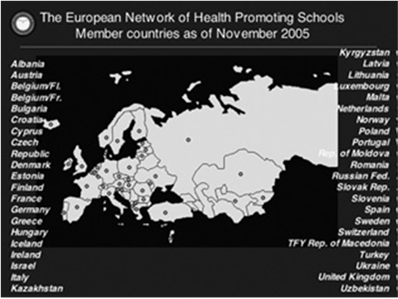 The European Network of Health Promoting Schools
Member countries as of November 2005
Albania
Austria
Belgium/Fl.
Belgium/Fr.
Bulgaria
Croatia
Cyprus
Czech
Republic
Denmark
Estonia
Finland
France
Germany
Greece
Hungary
Iceland
Ireland
Israel
Italy
Kazakhstan
Kyrgyzstan
Latvia
Lithuania
Luxembourg
Malta
Netherlands
Norway
Poland
Portugal
Rep. of Moldova
Romania
Russian Fed.
Slovak Rep.
Slovenia
Spain
Sweden
Switzerland
TFY Rep. of Macedonia
Turkey
Ukraine
United Kingdom
Uzbekistan